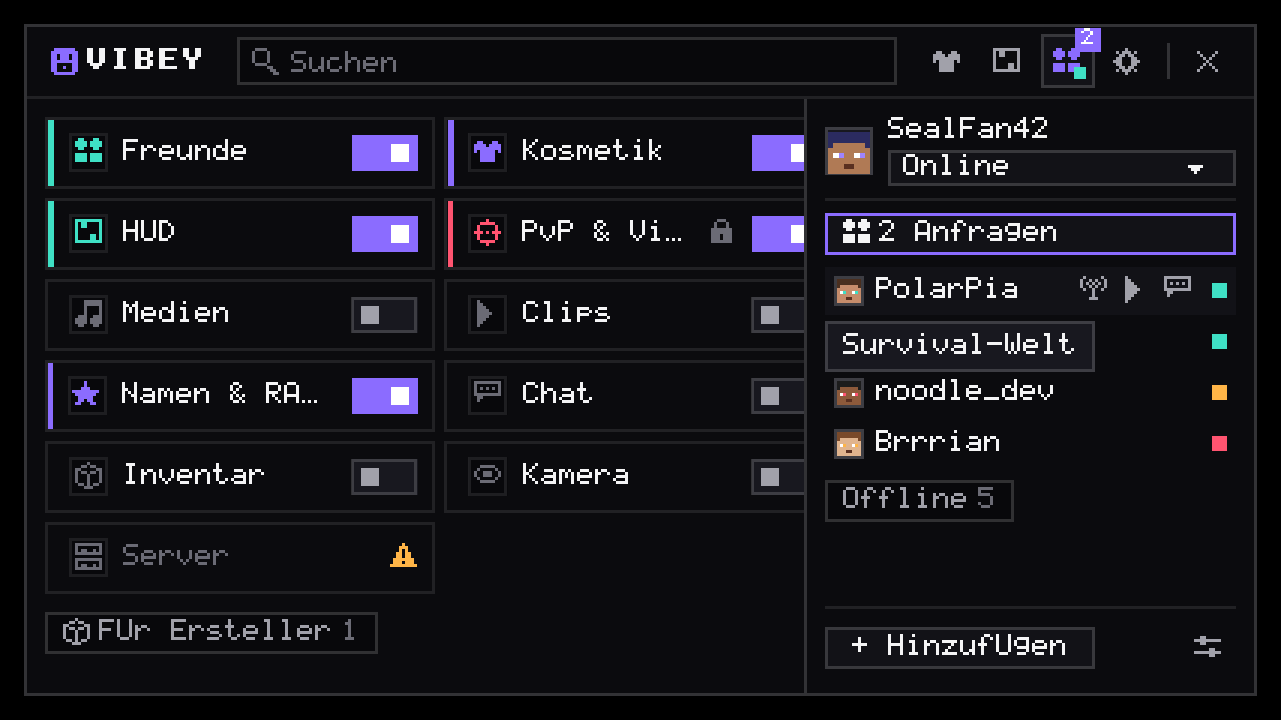 VIBEY
Suchen
2
Freunde
Kosmetik
HUD
PvP & Vi…
Medien
Clips
Namen & RA…
Chat
Inventar
Kamera
Server
FUr Ersteller 1
SealFan42
Online
2 Anfragen
PolarPia
Survival-Welt
noodle_dev
Brrrian
Offline 5
+ HinzufUgen